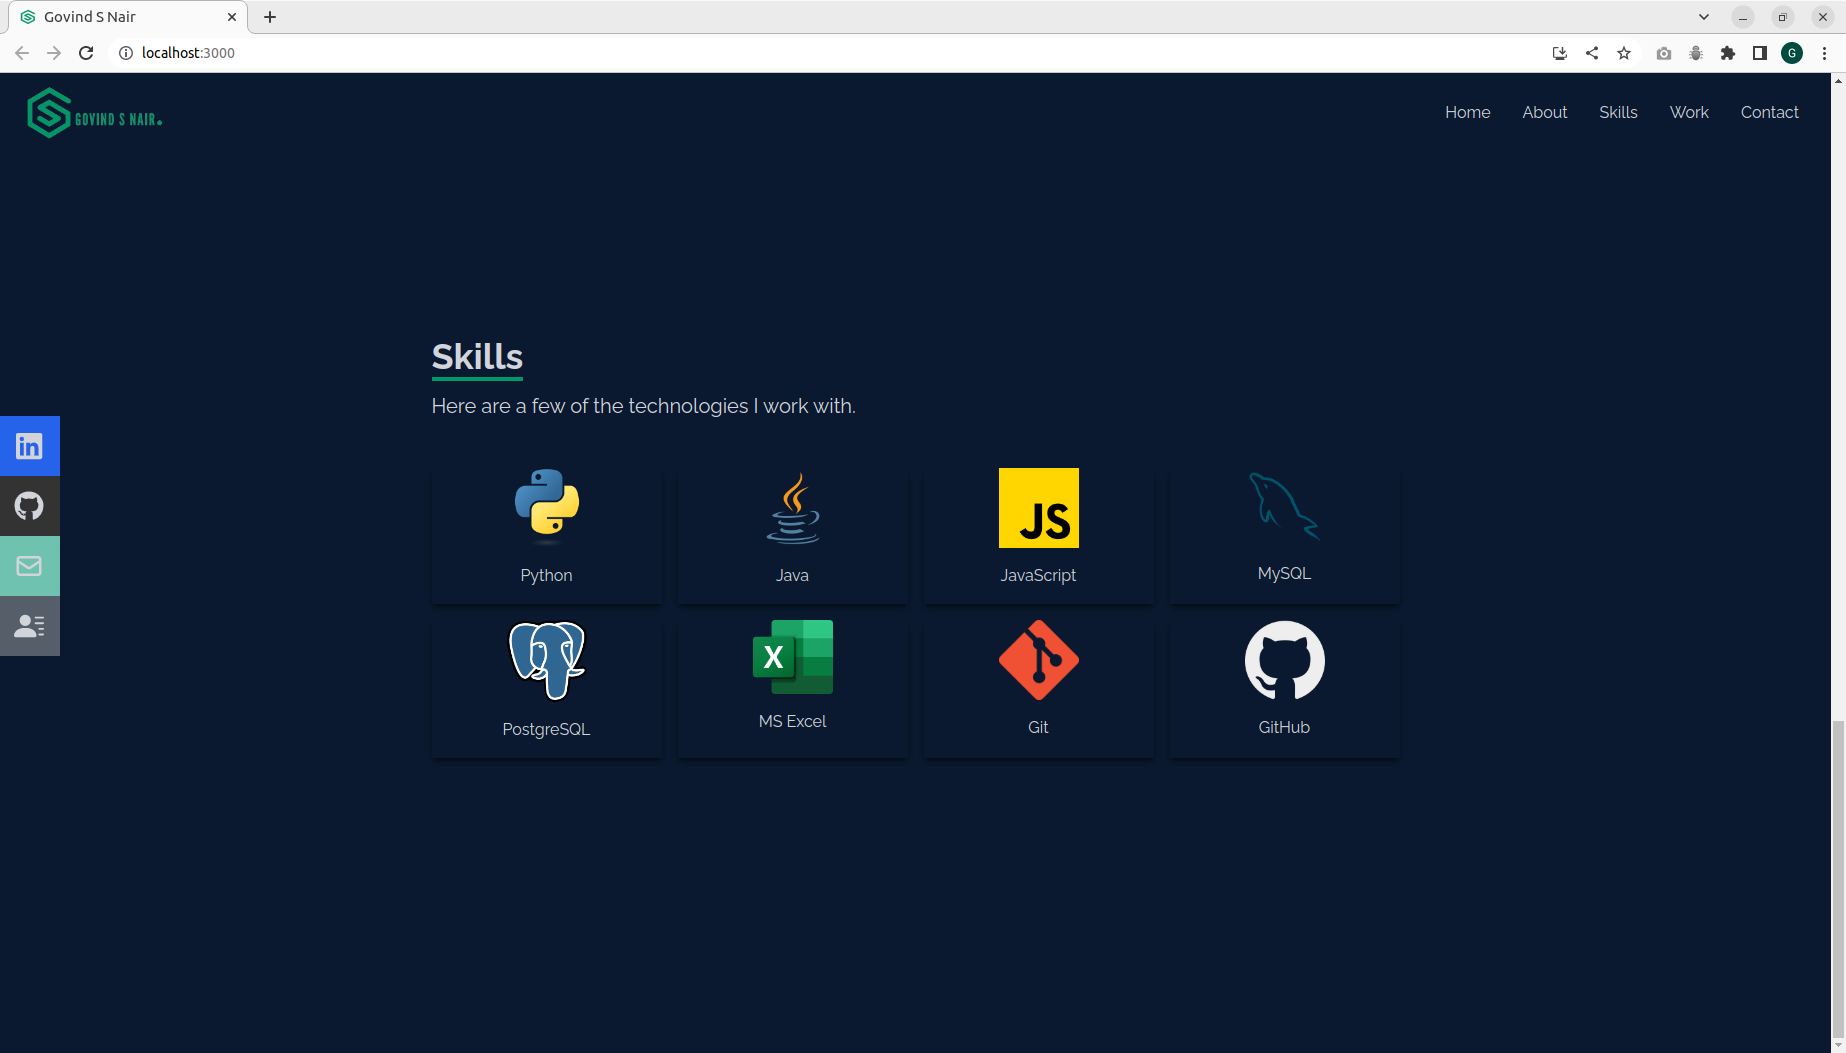 Govind S Nair
localhost:3000
G
GOVIND S NAIR.
Home About Skills Work Contact
Skills
Here are a few of the technologies I work with.
in
JS
Python Java JavaScript MySQL
X
PostgreSQL MS Excel Git GitHub